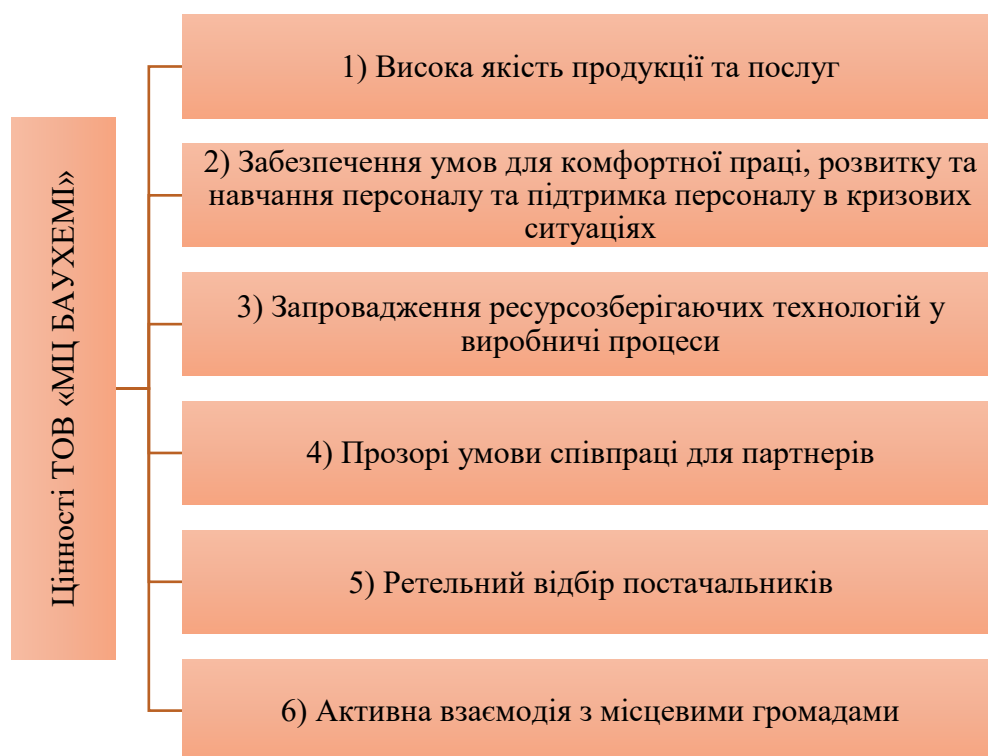 Цінності ТОВ «МЦ БАУХЕМІ»
1) Висока якість продукції та послуг
2) Забезпечення умов для комфортної праці, розвитку та
навчання персоналу та підтримка персоналу в кризових
ситуаціях
3) Запровадження ресурсозберігаючих технологій у
виробничі процеси
4) Прозорі умови співпраці для партнерів
5) Ретельний відбір постачальників
6) Активна взаємодія з місцевими громадами